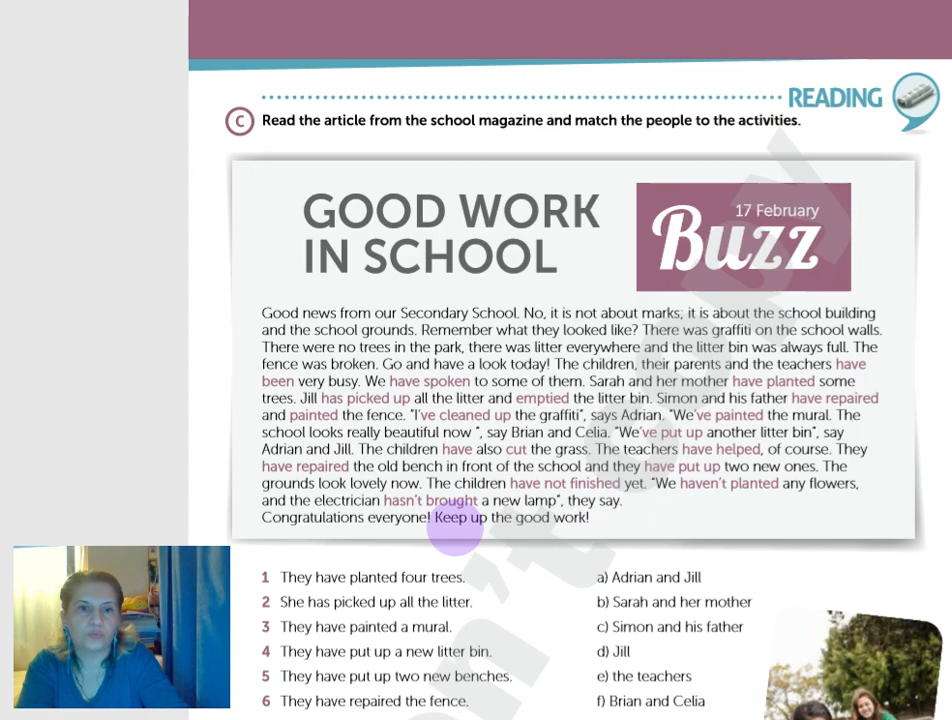 READING
C Read the article from the school magazine and match the people to the activities.
GOOD WORK
IN SCHOOL
17 February
Buzz
Good news from our Secondary School. No, it is not about marks; it is about the school building
and the school grounds. Remember what they looked like? There was graffiti on the school walls.
There were no trees in the park, there was litter everywhere and the litter bin was always full. The
fence was broken. Go and have a look today! The children, their parents and the teachers have
been very busy. We have spoken to some of them. Sarah and her mother have planted some
trees. Jill has picked up all the litter and emptied the litter bin. Simon and his father have repaired
and painted the fence. "I've cleaned up the graffiti", says Adrian. "We've painted the mural. The
school looks really beautiful now ", say Brian and Celia. "We've put up another litter bin", say
Adrian and Jill. The children have also cut the grass. The teachers have helped, of course. They
have repaired the old bench in front of the school and they have put up two new ones. The
grounds look lovely now. The children have not finished yet. "We haven't planted any flowers,
and the electrician hasn't brought a new lamp", they say.
Congratulations everyone! Keep up the good work!
1 They have planted four trees.
2 She has picked up all the litter.
3 They have painted a mural.
4 They have put up a new litter bin.
5 They have put up two new benches.
6 They have repaired the fence.
a) Adrian and Jill
b) Sarah and her mother
c) Simon and his father
d) Jill
e) the teachers
f) Brian and Celia